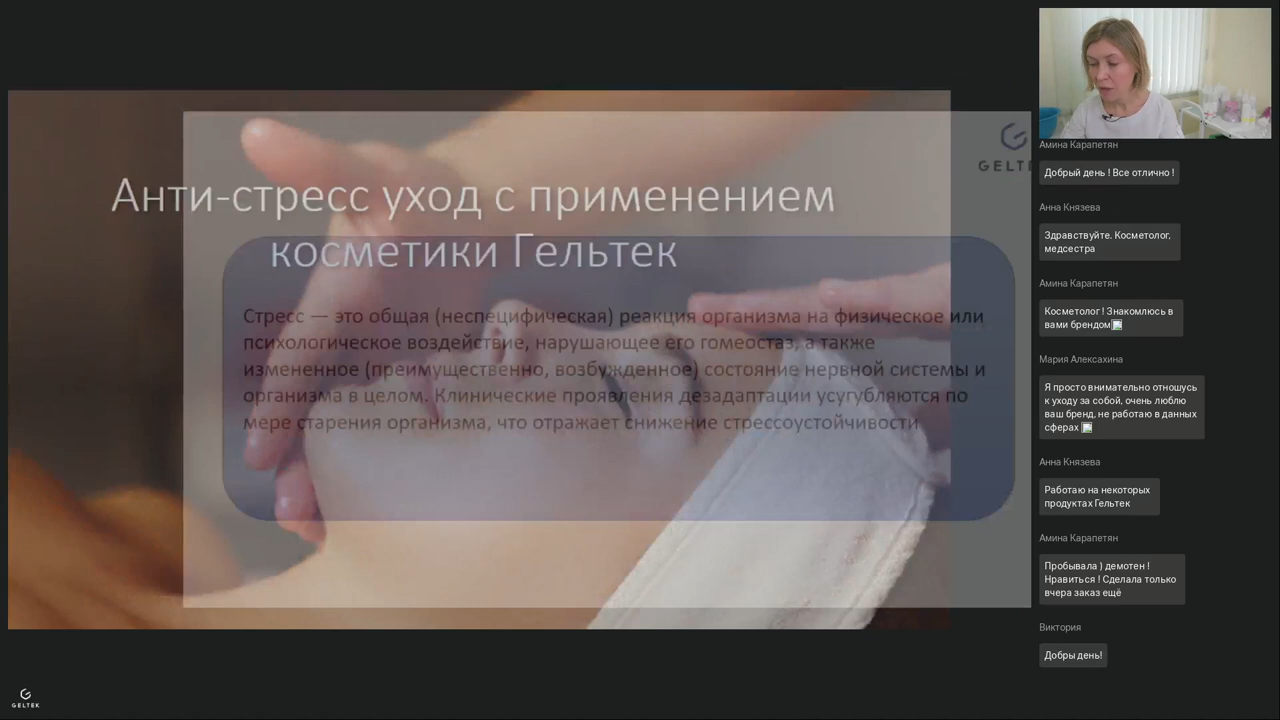 Анти-стресс уход с применением
косметики Гельтек
Стресс — это общая (неспецифическая) реакция организма на физическое или
психологическое воздействие, нарушающее его гомеостаз, а также
измененное (преимущественно, возбужденное) состояние нервной системы и
организма в целом. Клинические проявления дезадаптации усугубляются по
мере старения организма, что отражает снижение стрессоустойчивости
GELTE
GELTEK
Амина Карапетян
Добрый день ! Все отлично !
Анна Князева
Здравствуйте. Косметолог,
медсестра
Амина Карапетян
Косметолог ! Знакомлюсь в
вами брендом
Мария Алексахина
Я просто внимательно отношусь
к уходу за собой, очень люблю
ваш бренд, не работаю в данных
сферах
Анна Князева
Работаю на некоторых
продуктах Гельтек
Амина Карапетян
Пробывала ) демотен !
Нравиться ! Сделала только
вчера заказ ещё
Виктория
Добры день!